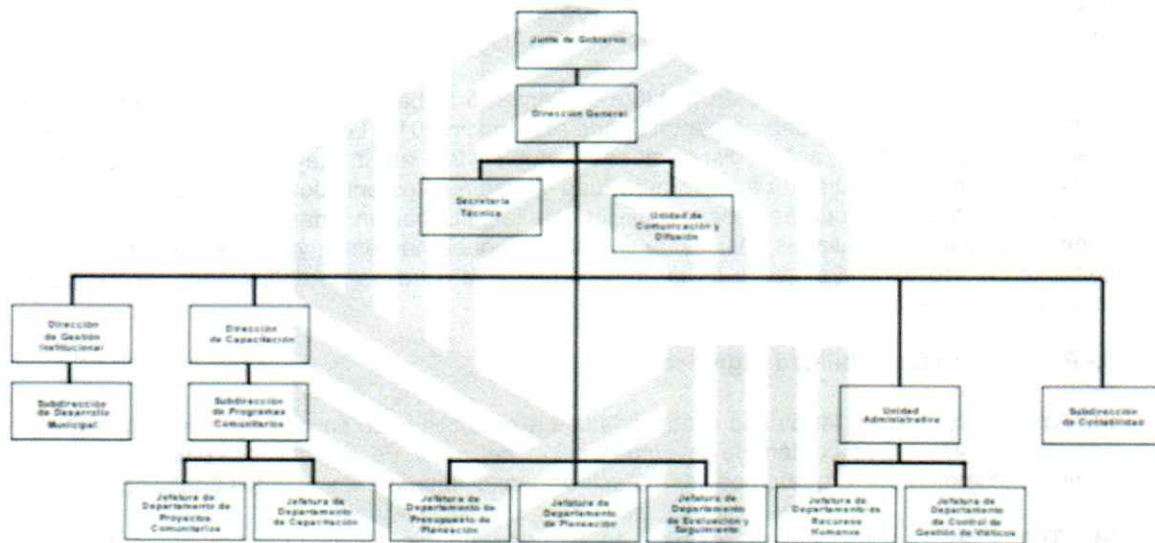 Junta de Gobierno
Dirección General
Secretaría
Técnica
Unidad de
Comunicación y
Difusión
Dirección
de Gestión
Institucional
Dirección
de Capacitación
Subdirección
de Desarrollo
Municipal
Subdirección
de Programas
Comunitarios
Unidad
Administrativa
Subdirección
de Contabilidad
Jefatura de
Departamento de
Proyectos
Comunitarios
Jefatura de
Departamento
de Capacitación
Jefatura de
Departamento de
Presupuesto de
Planeación
Jefatura de
Departamento
de Planeación
Jefatura de
Departamento
de Evaluación y
Seguimiento
Jefatura de
Departamento de
Recursos
Humanos
Jefatura de
Departamento
de Control de
Gestión de Viáticos